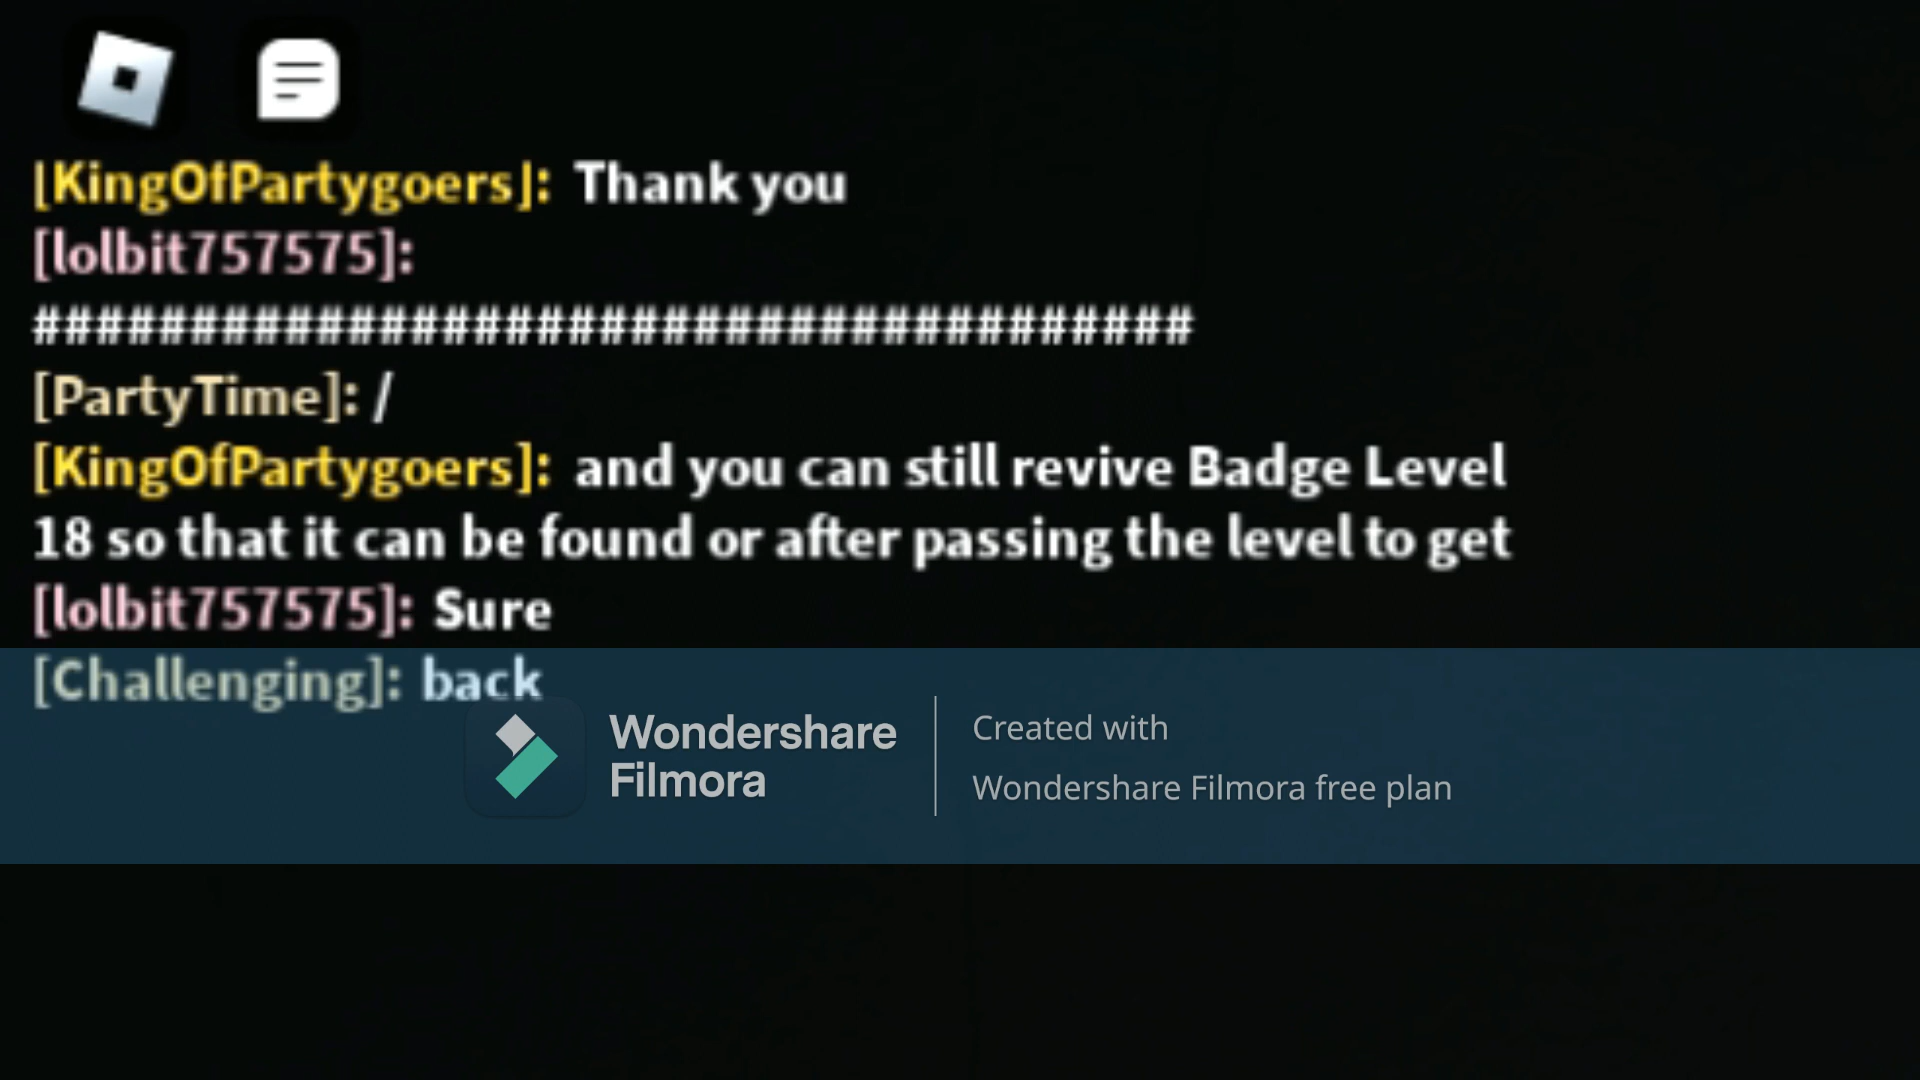 [KingOfPartygoers]: Thank you
[lolbit757575]:
#####################################
[PartyTime]: /
[KingOfPartygoers]: and you can still revive Badge Level
18 so that it can be found or after passing the level to get
[lolbit757575]: Sure
[Challenging]: back
Wondershare
Filmora
Created with
Wondershare Filmora free plan